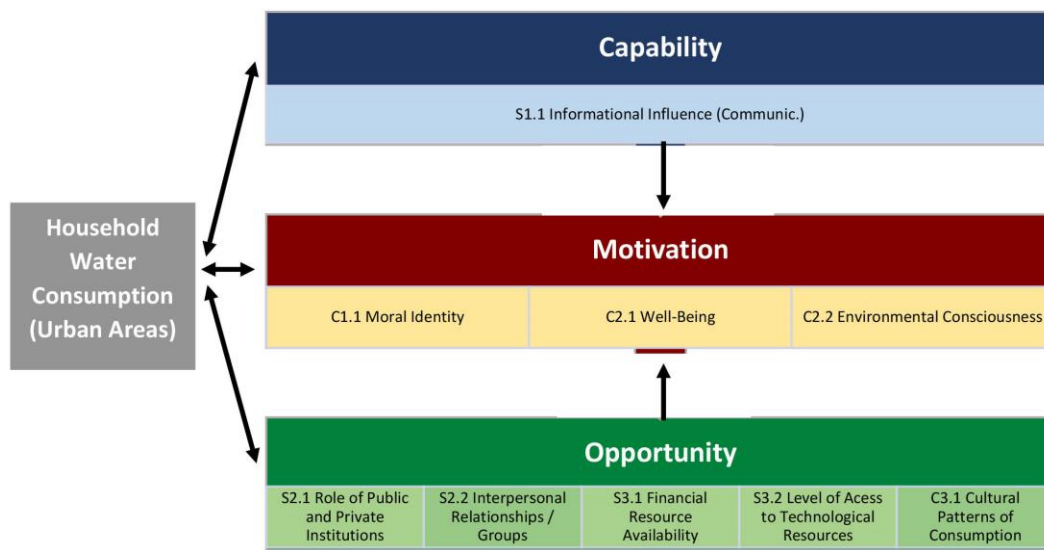 Capability
S1.1 Informational Influence (Communic.)
Household
Water
Consumption
(Urban Areas)
Motivation
C1.1 Moral Identity
C2.1 Well-Being
C2.2 Environmental Consciousness
Opportunity
S2.1 Role of Public
and Private
Institutions
S2.2 Interpersonal
Relationships /
Groups
S3.1 Financial
Resource
Availability
S3.2 Level of Acess
to Technological
Resources
C3.1 Cultural
Patterns of
Consumption